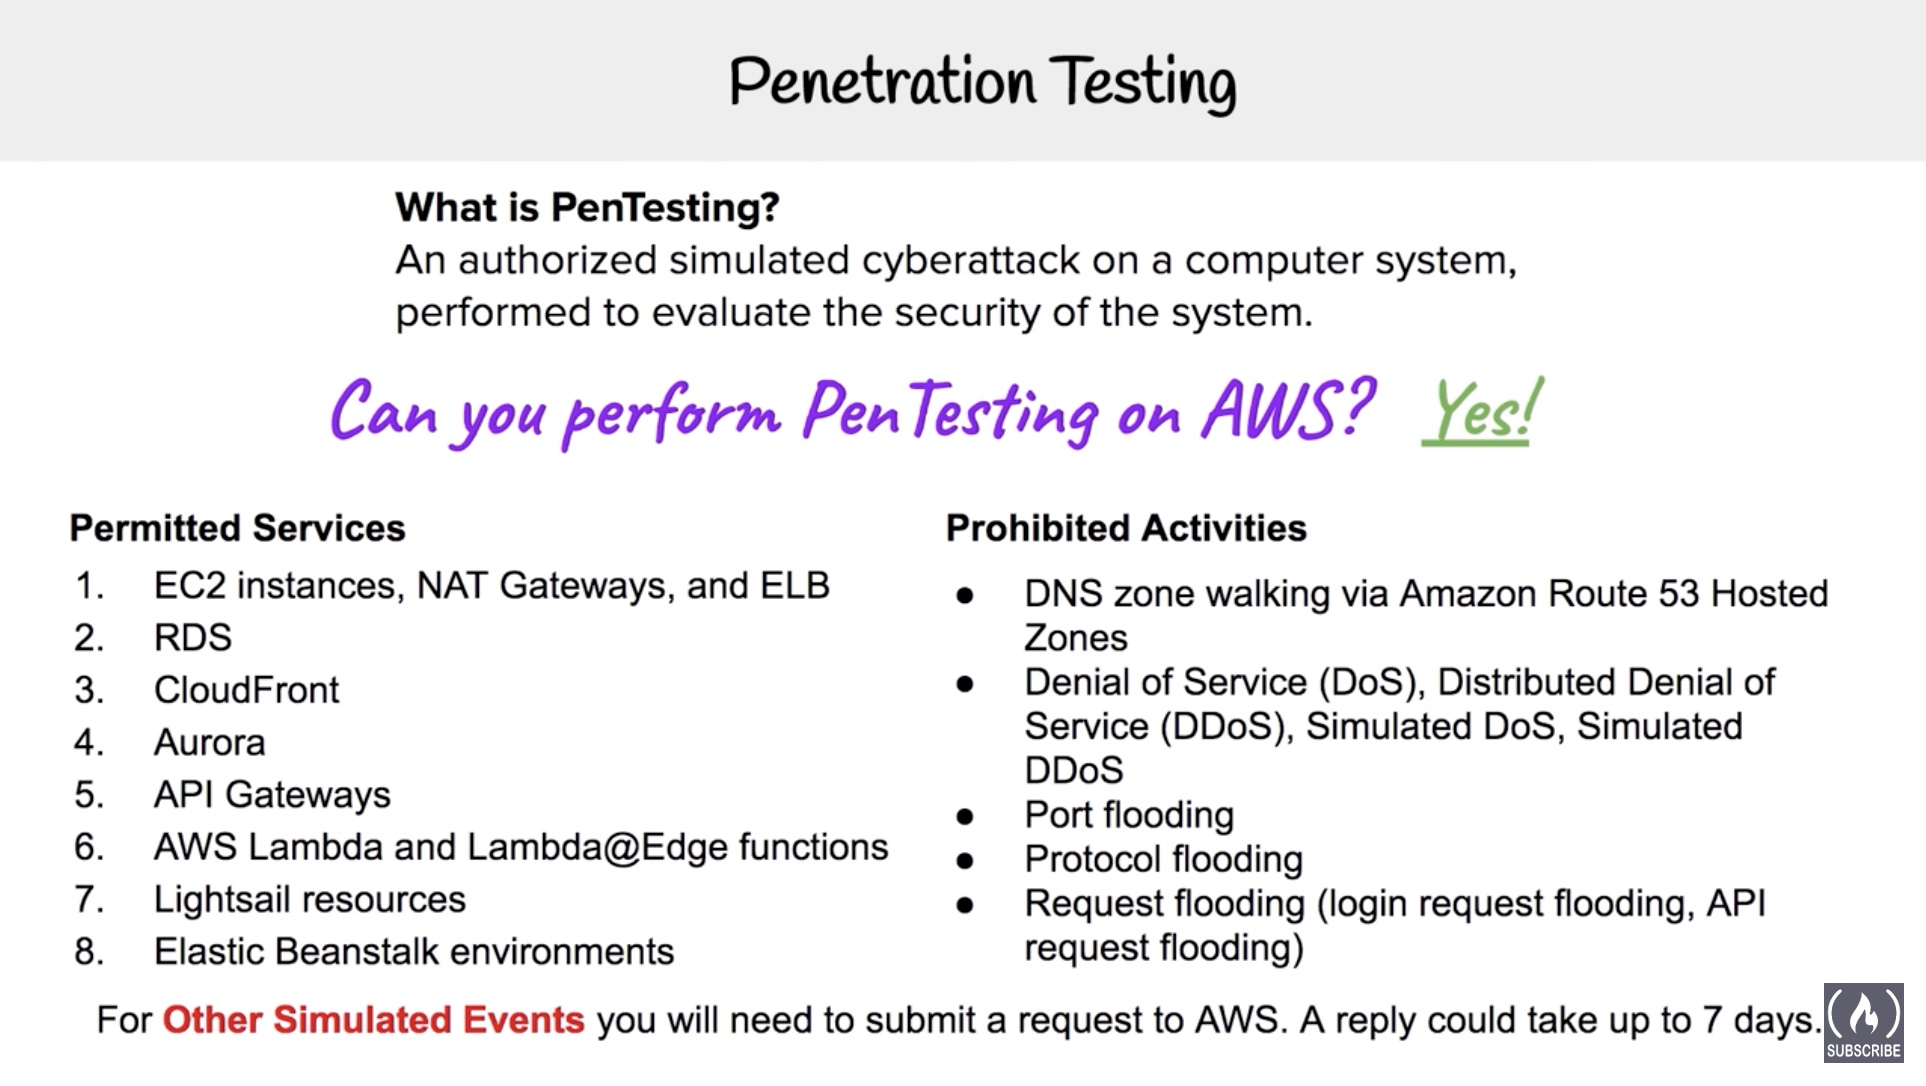 Penetration Testing
What is PenTesting?
An authorized simulated cyberattack on a computer system,
performed to evaluate the security of the system.
Can you perform PenTesting on AWS? Yes!
Permitted Services
1. EC2 instances, NAT Gateways, and ELB
2. RDS
3. CloudFront
4. Aurora
5. API Gateways
6. AWS Lambda and Lambda@Edge functions
7. Lightsail resources
8. Elastic Beanstalk environments
Prohibited Activities
● DNS zone walking via Amazon Route 53 Hosted
Zones
● Denial of Service (DoS), Distributed Denial of
Service (DDoS), Simulated DoS, Simulated
DDoS
● Port flooding
● Protocol flooding
● Request flooding (login request flooding, API
request flooding)
For Other Simulated Events you will need to submit a request to AWS. A reply could take up to 7 days.
SUBSCRIBE